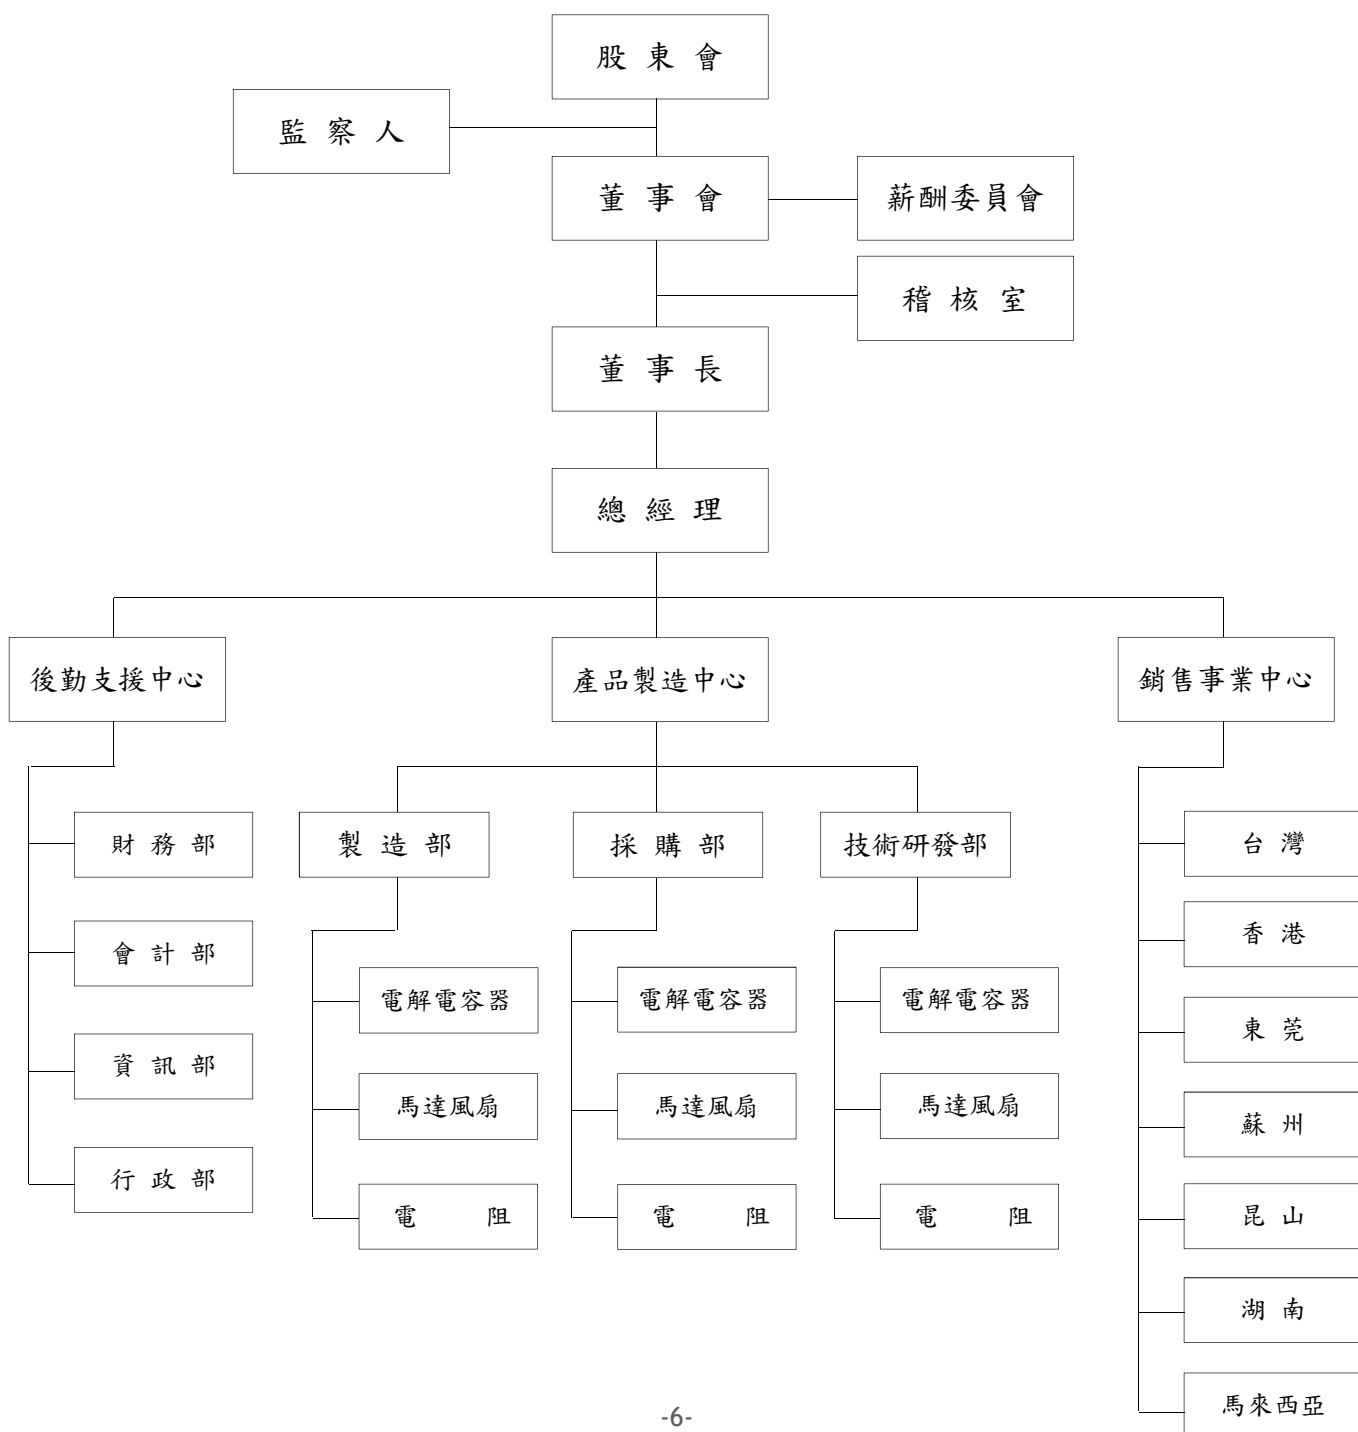 股東會
監察人
董事會
薪酬委員會
稽核室
董事長
總經理
後勤支援中心
產品製造中心
銷售事業中心
財務部
會計部
資訊部
行政部
製造部
電解電容器
馬達風扇
電阻
採購部
電解電容器
馬達風扇
電阻
技術研發部
電解電容器
馬達風扇
電阻
台灣
香港
東莞
蘇州
昆山
湖南
馬來西亞
-6-